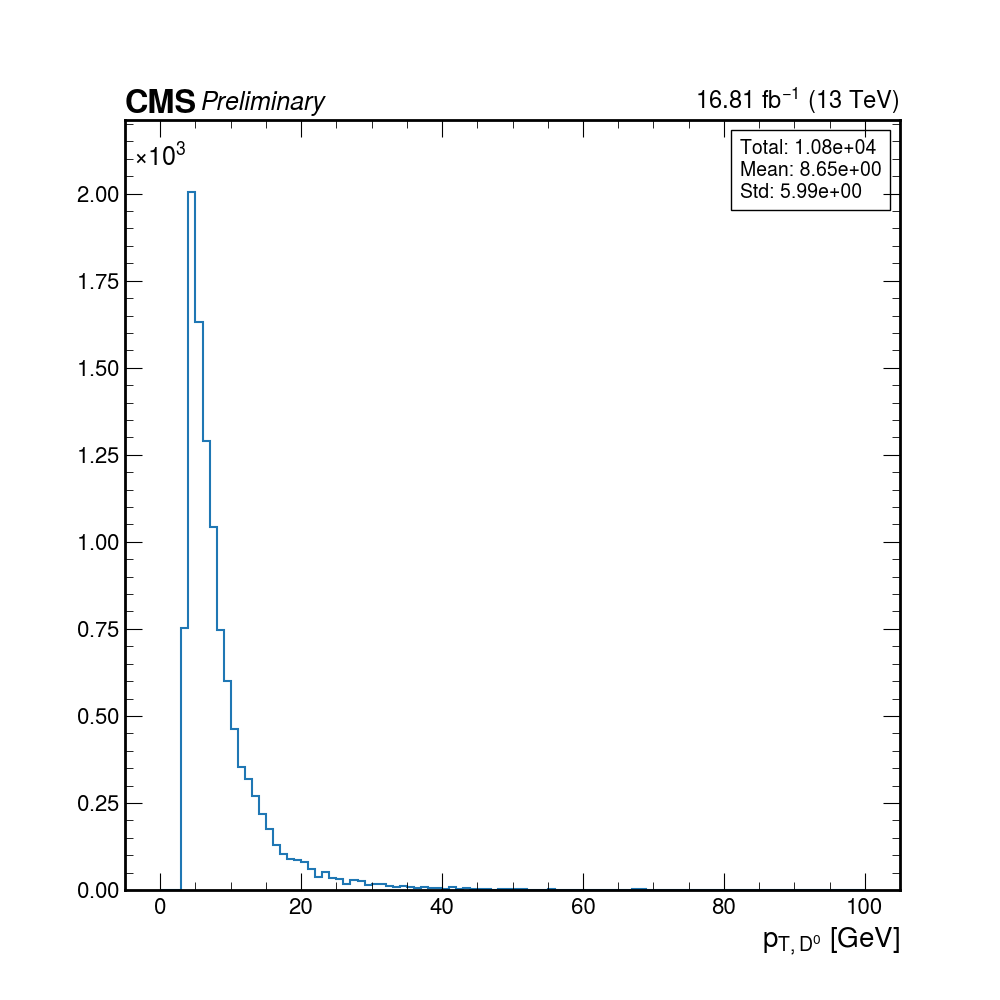 CMS Preliminary
16.81 fb⁻¹ (13 TeV)
×10³
Total: 1.08e+04
Mean: 8.65e+00
Std: 5.99e+00
2.00
1.75
1.50
1.25
1.00
0.75
0.50
0.25
0.00
0 20 40 60 80 100
p_{T, D⁰} [GeV]